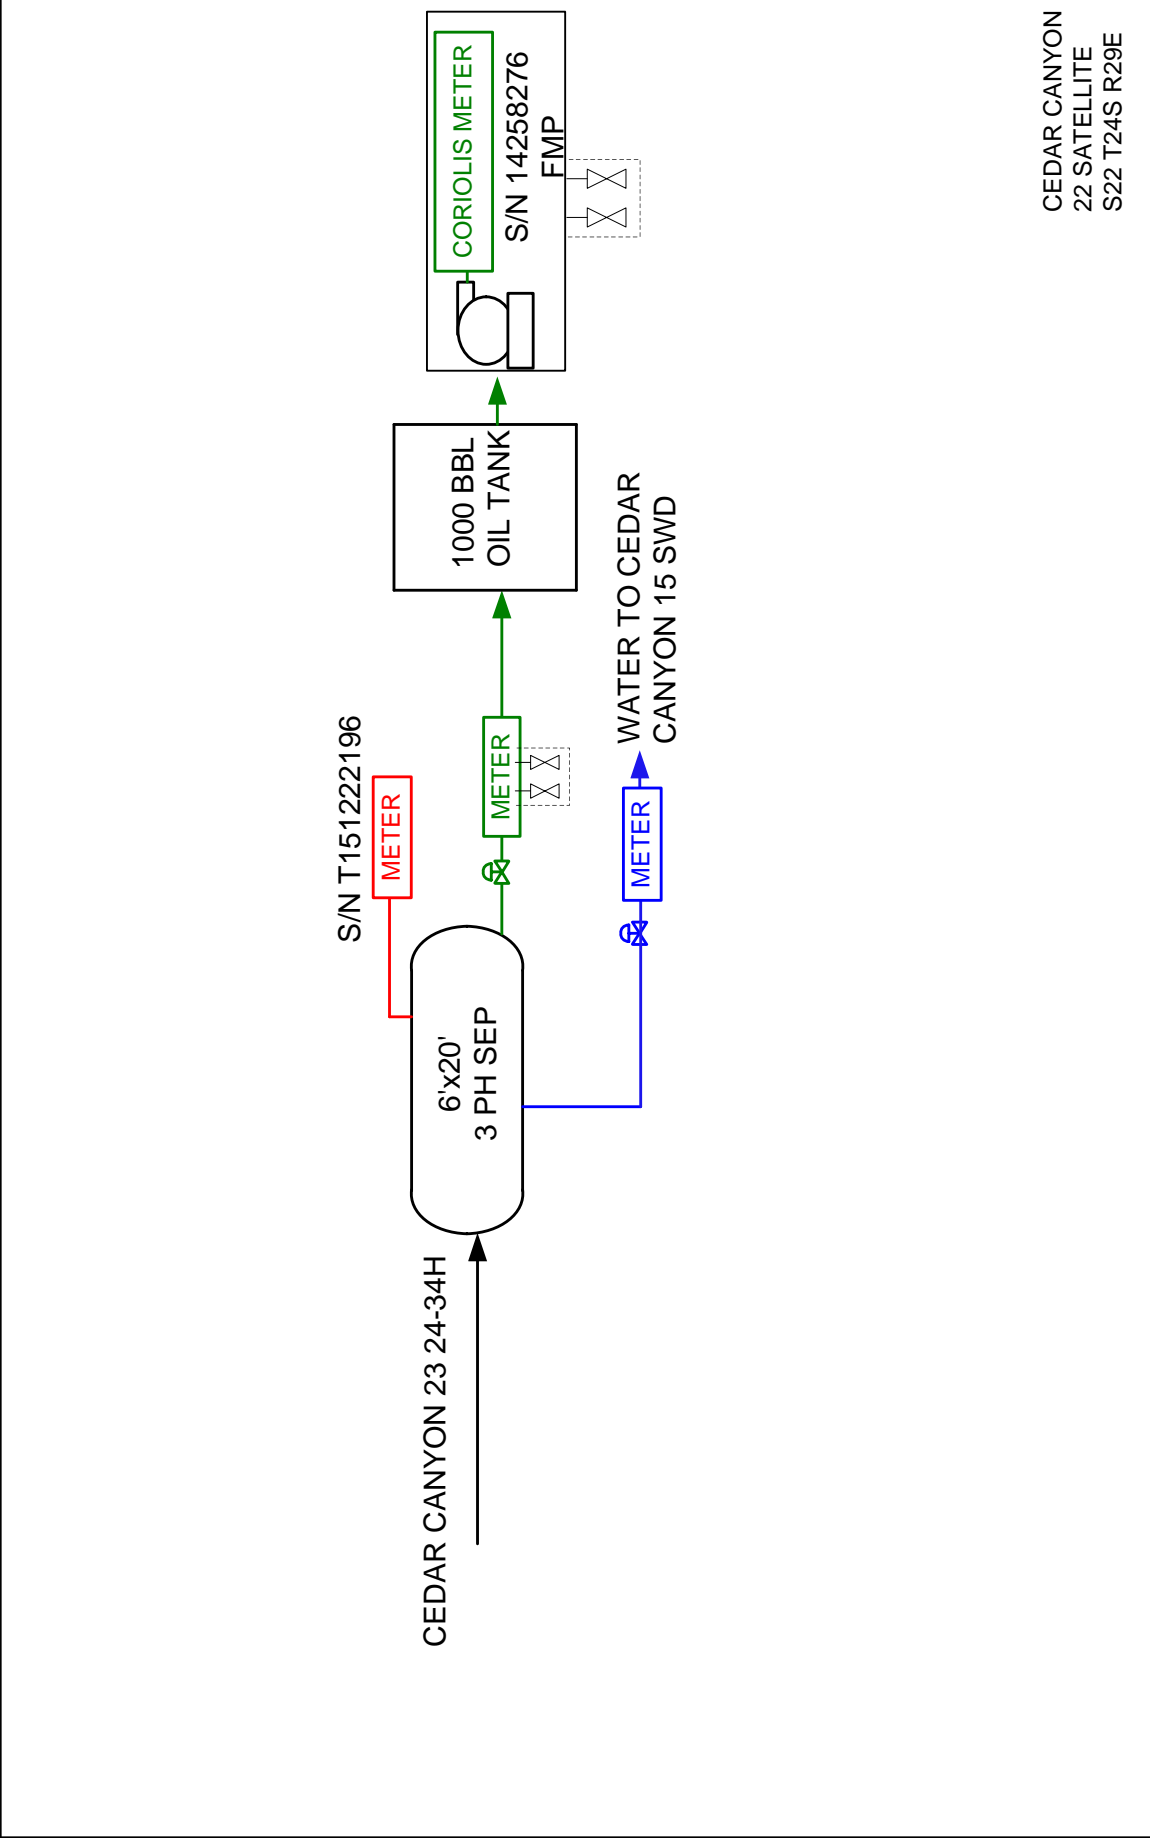 CEDAR CANYON 23 24-34H
6'x20'
3 PH SEP
S/N T151222196
METER
METER
METER
WATER TO CEDAR
CANYON 15 SWD
1000 BBL
OIL TANK
CORIOLIS METER
S/N 14258276
FMP
CEDAR CANYON
22 SATELLITE
S22 T24S R29E